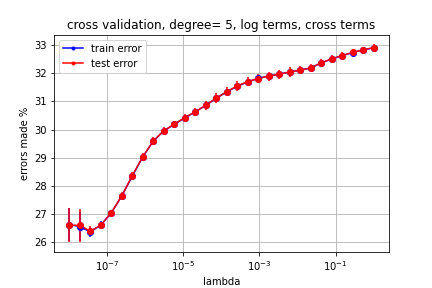 cross validation, degree= 5, log terms, cross terms
train error
test error
33
32
31
30
29
28
27
26
errors made %
10⁻⁷
10⁻⁵
10⁻³
10⁻¹
lambda